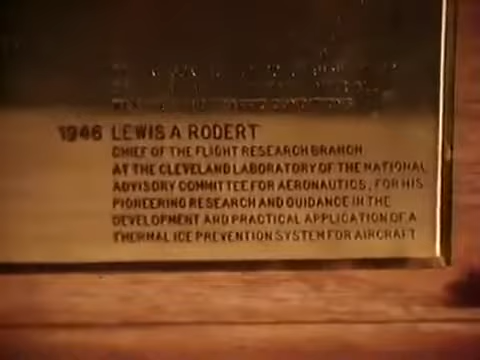 CONDITIONS
1946 LEWIS A RODERT
CHIEF OF THE FLIGHT RESEARCH BRANCH
AT THE CLEVELAND LABORATORY OF THE NATIONAL
ADVISORY COMMITTEE FOR AERONAUTICS, FOR HIS
PIONEERING RESEARCH AND GUIDANCE IN THE
DEVELOPMENT AND PRACTICAL APPLICATION OF A
THERMAL ICE PREVENTION SYSTEM FOR AIRCRAFT